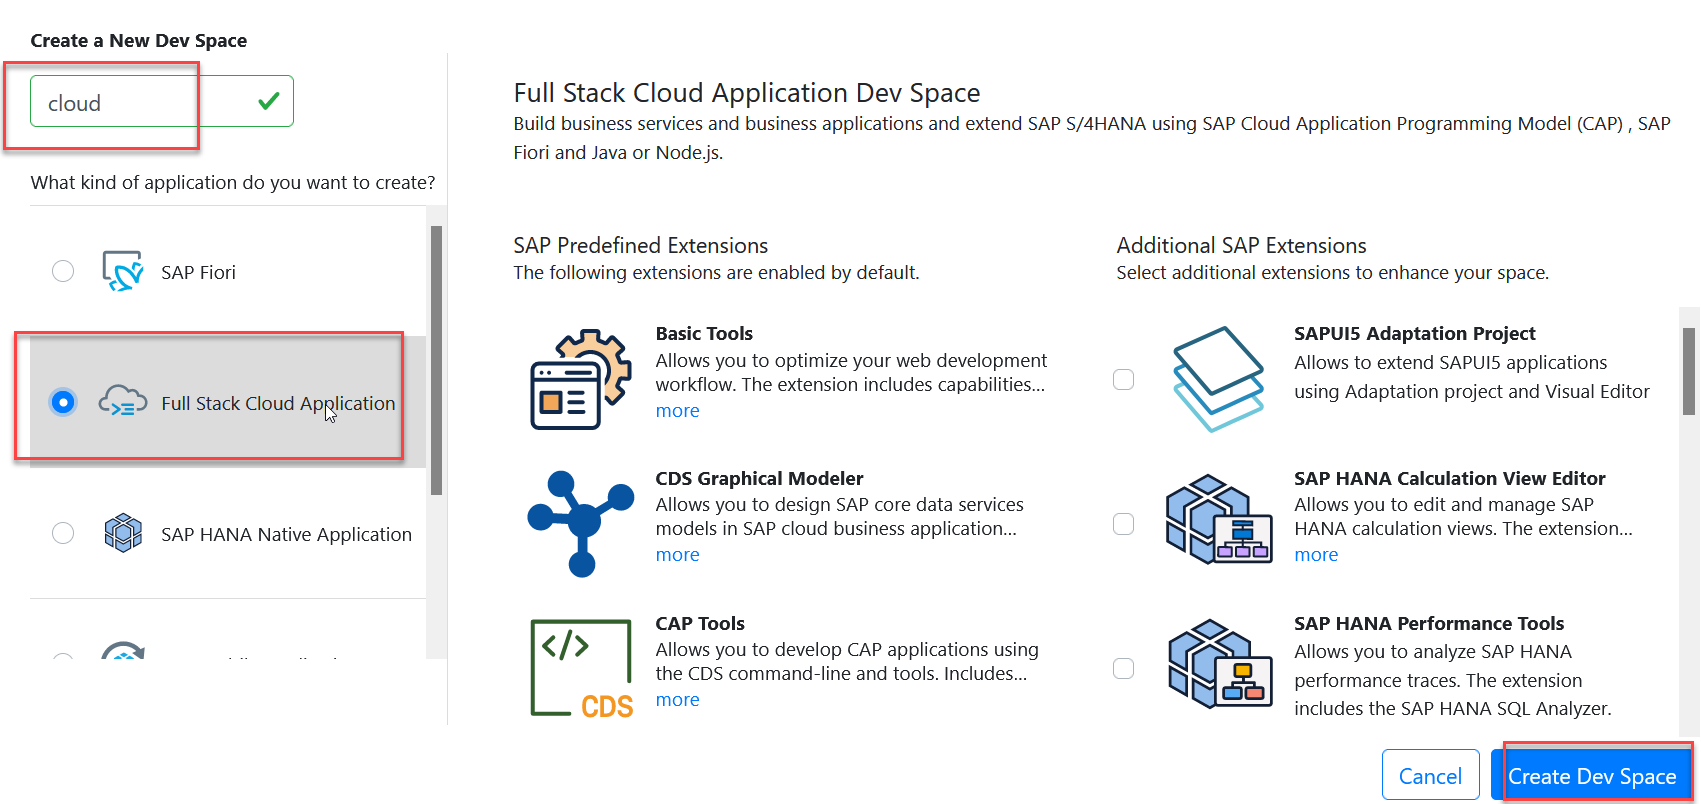 Create a New Dev Space
cloud
What kind of application do you want to create?
SAP Fiori
Full Stack Cloud Application
SAP HANA Native Application
Full Stack Cloud Application Dev Space
Build business services and business applications and extend SAP S/4HANA using SAP Cloud Application Programming Model (CAP) , SAP
Fiori and Java or Node.js.
SAP Predefined Extensions
The following extensions are enabled by default.
Basic Tools
Allows you to optimize your web development
workflow. The extension includes capabilities...
more
CDS Graphical Modeler
Allows you to design SAP core data services
models in SAP cloud business application...
more
</> CDS
CAP Tools
Allows you to develop CAP applications using
the CDS command-line and tools. Includes...
more
Additional SAP Extensions
Select additional extensions to enhance your space.
SAPUI5 Adaptation Project
Allows to extend SAPUI5 applications
using Adaptation project and Visual Editor
SAP HANA Calculation View Editor
Allows you to edit and manage SAP
HANA calculation views. The extension...
more
SAP HANA Performance Tools
Allows you to analyze SAP HANA
performance traces. The extension
includes the SAP HANA SQL Analyzer.
Cancel
Create Dev Space